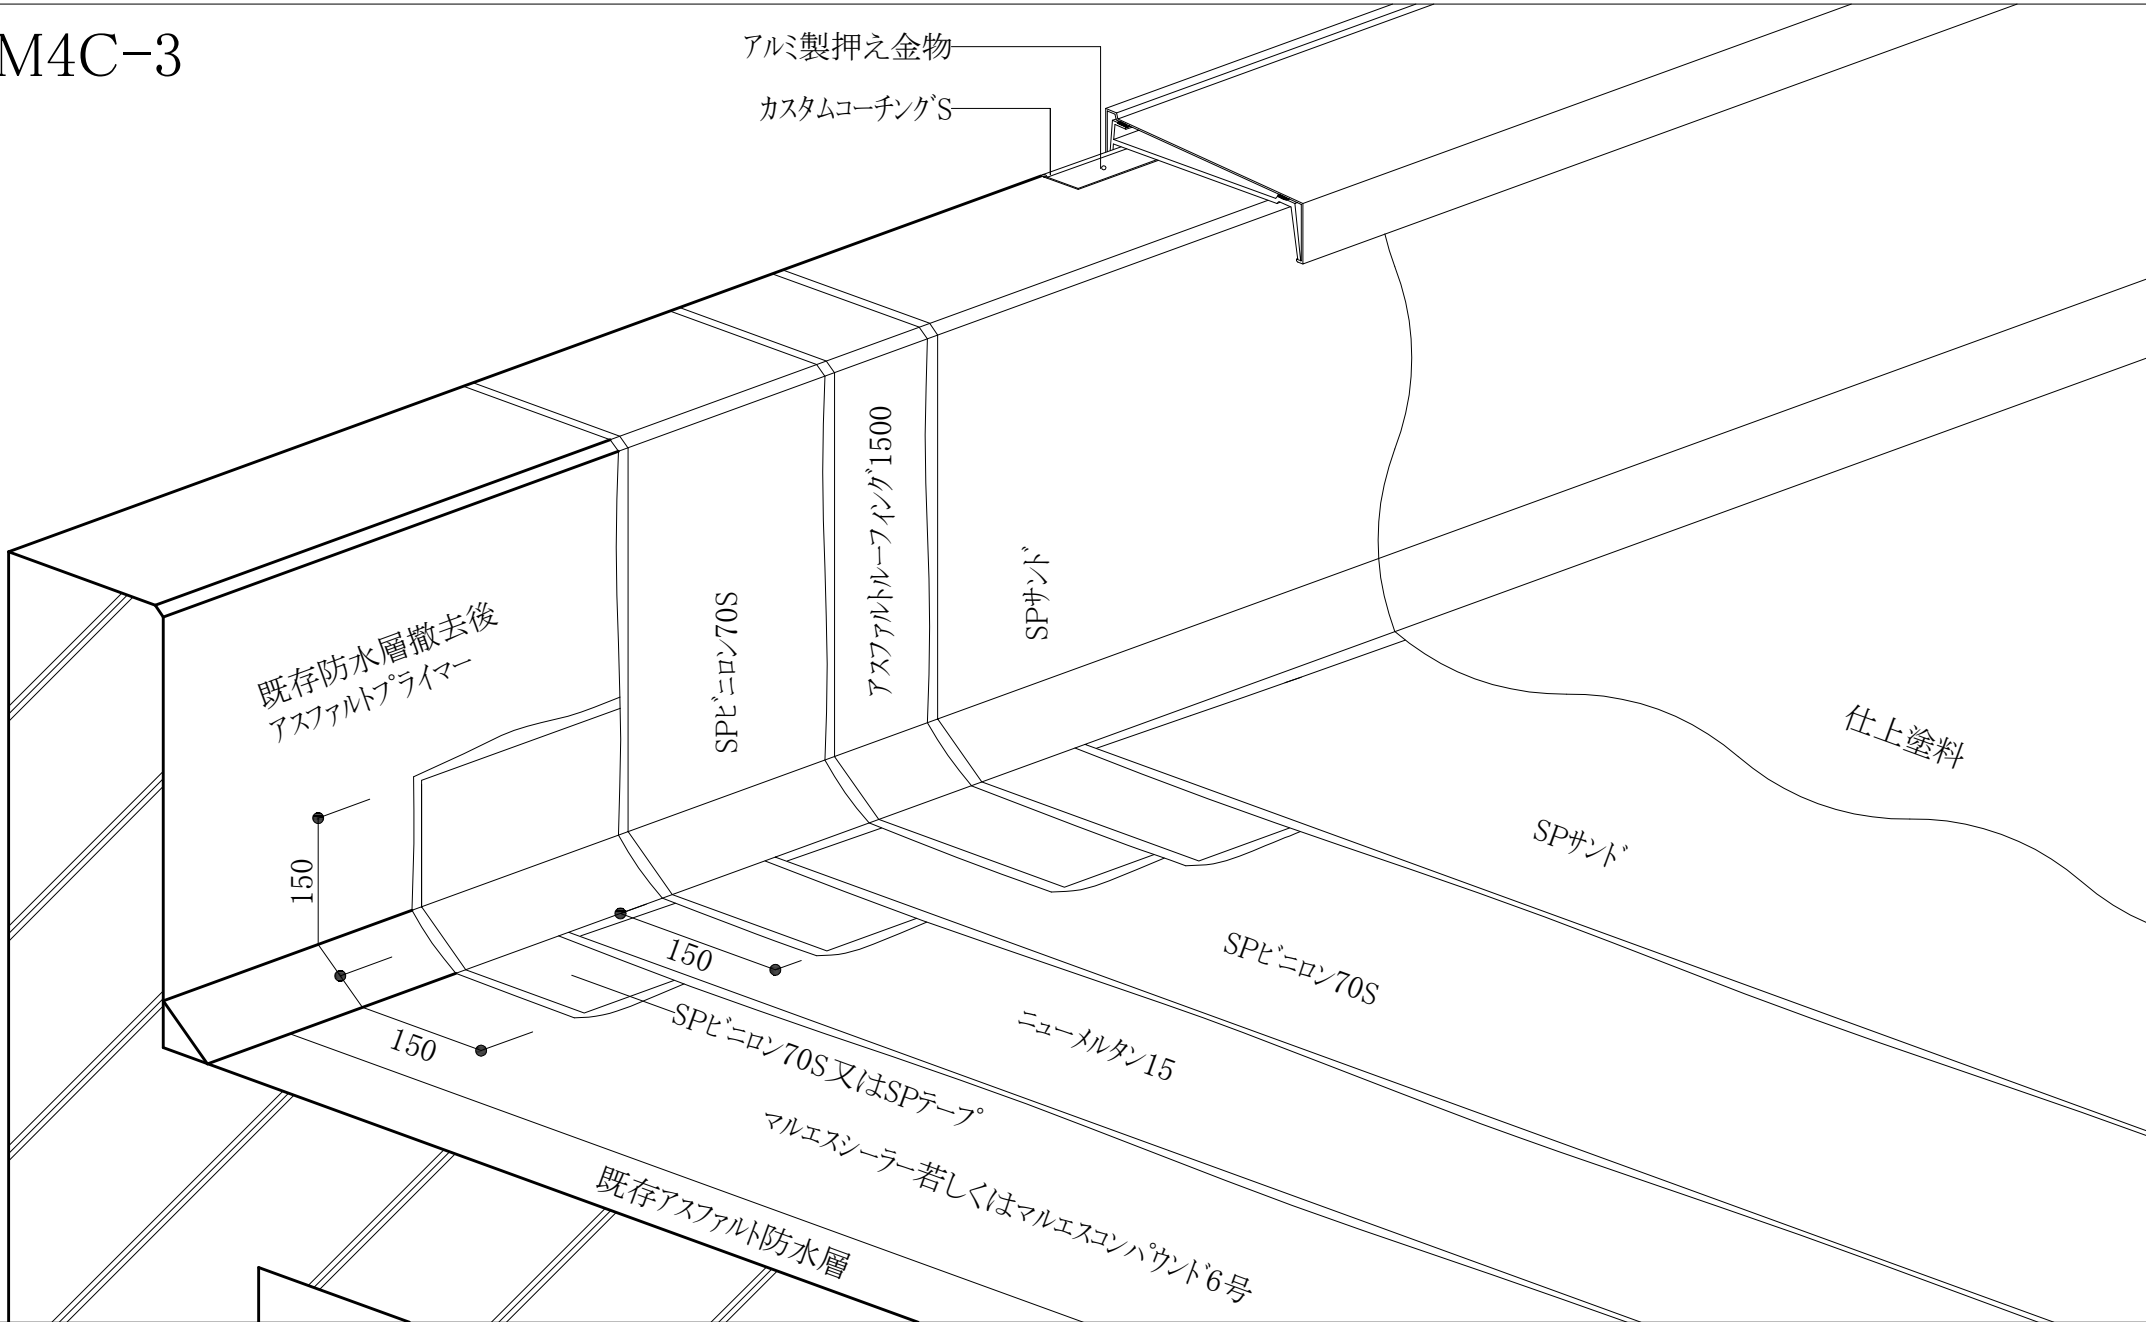 M4C-3
アルミ製押え金物
カスタムコーチングS
アスファルトルーフィング1500
SPサンド
SPビニロン70S
既存防水層撤去後
アスファルトプライマー
仕上塗料
SPサンド
150
SPビニロン70S
150
ニューメルタン15
150
SPビニロン70S又はSPテープ
マルエスシーラー若しくはマルエスコンパウンド6号
既存アスファルト防水層